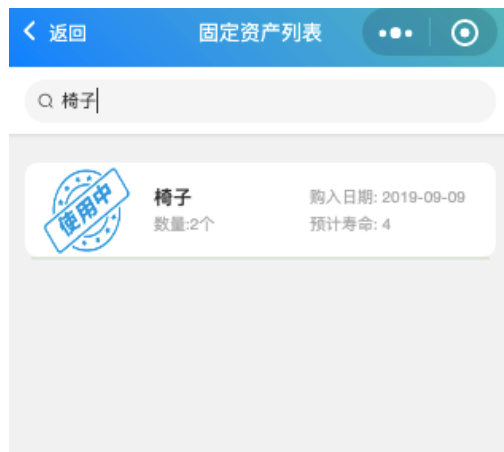 返回
固定资产列表
椅子
使用中
椅子
购入日期: 2019-09-09
数量:2个
预计寿命: 4